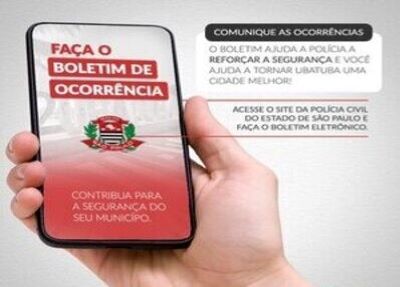 FAÇA O
BOLETIM DE
OCORRÊNCIA
CONTRIBUA PARA
A SEGURANÇA DO
SEU MUNICÍPO.
COMUNIQUE AS OCORRÊNCIAS
O BOLETIM AJUDA A POLÍCIA A
REFORÇAR A SEGURANÇA E VOCÊ
AJUDA A TORNAR UBATUBA UMA
CIDADE MELHOR!
ACESSE O SITE DA POLÍCIA CIVIL
DO ESTADO DE SÃO PAULO E
FAÇA O BOLETIM ELETRÔNICO.